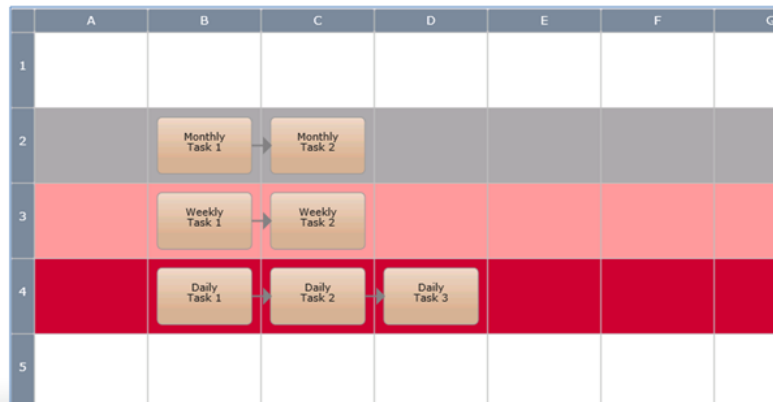 A B C D E F G
1
2
Monthly
Task 1
Monthly
Task 2
3
Weekly
Task 1
Weekly
Task 2
4
Daily
Task 1
Daily
Task 2
Daily
Task 3
5